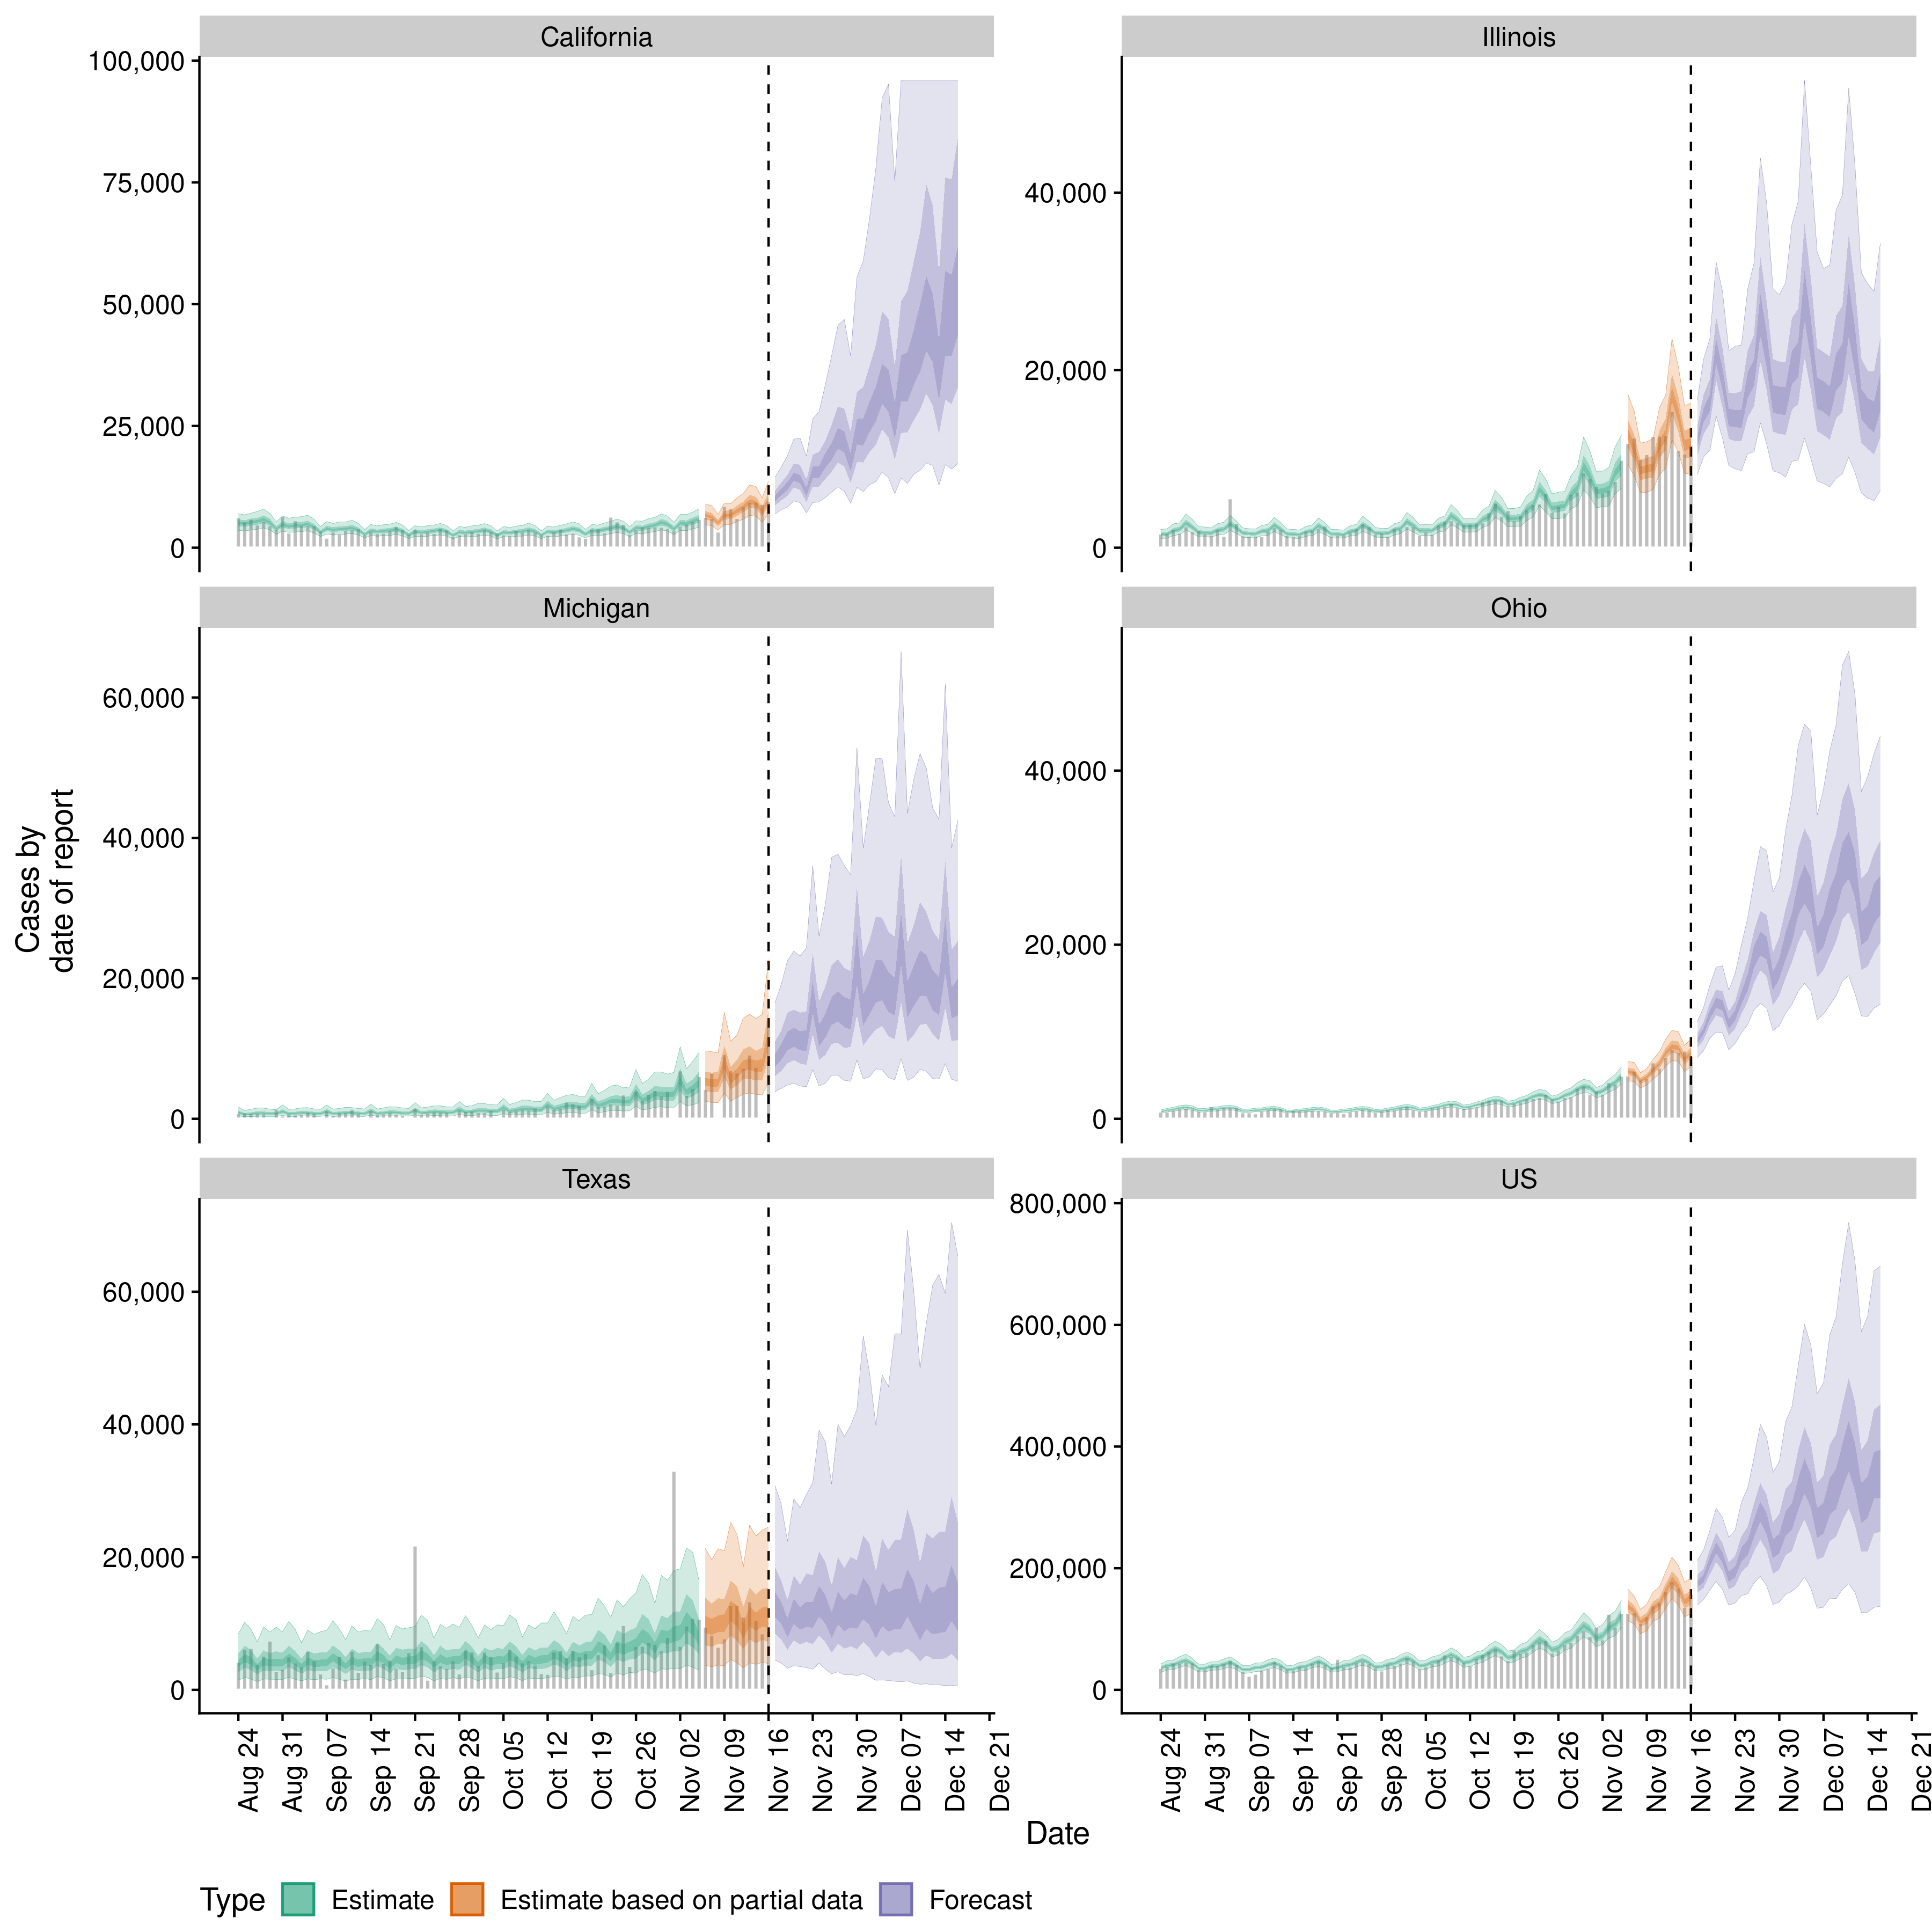 California
Illinois
100,000
75,000
50,000
25,000
0
40,000
20,000
0
Michigan
Ohio
60,000
40,000
20,000
0
40,000
20,000
0
Texas
US
60,000
40,000
20,000
0
800,000
600,000
400,000
200,000
0
Cases by
date of report
Aug 24
Aug 31
Sep 07
Sep 14
Sep 21
Sep 28
Oct 05
Oct 12
Oct 19
Oct 26
Nov 02
Nov 09
Nov 16
Nov 23
Nov 30
Dec 07
Dec 14
Dec 21
Aug 24
Aug 31
Sep 07
Sep 14
Sep 21
Sep 28
Oct 05
Oct 12
Oct 19
Oct 26
Nov 02
Nov 09
Nov 16
Nov 23
Nov 30
Dec 07
Dec 14
Dec 21
Date
Type Estimate Estimate based on partial data Forecast